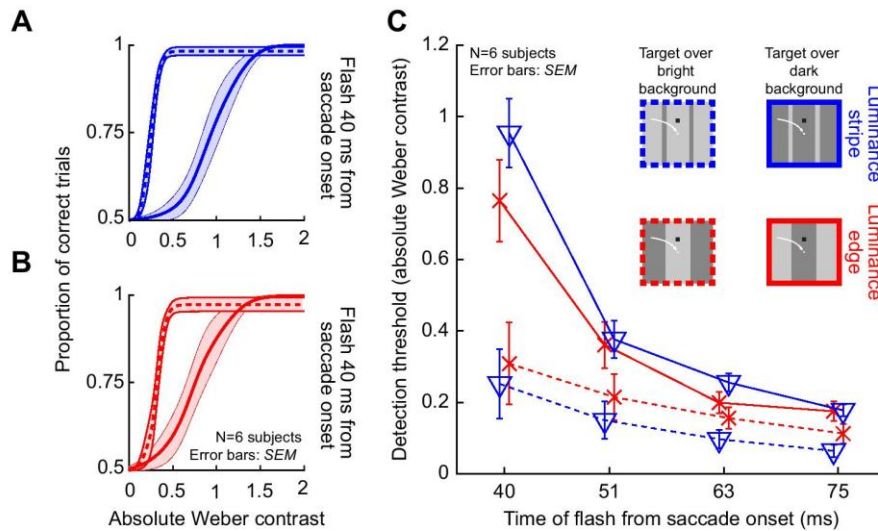 A
1
0.75
0.5
0
0.5
1
1.5
2
Flash 40 ms from
saccade onset
B
Proportion of correct trials
1
0.75
0.5
N=6 subjects
Error bars: SEM
0
0.5
1
1.5
2
Absolute Weber contrast
Flash 40 ms from
saccade onset
C
Detection threshold (absolute Weber contrast)
1.2
1
0.8
0.6
0.4
0.2
0
N=6 subjects
Error bars: SEM
Target over
bright
background
Target over
dark
background
Luminance
stripe
Luminance
edge
40
51
63
75
Time of flash from saccade onset (ms)